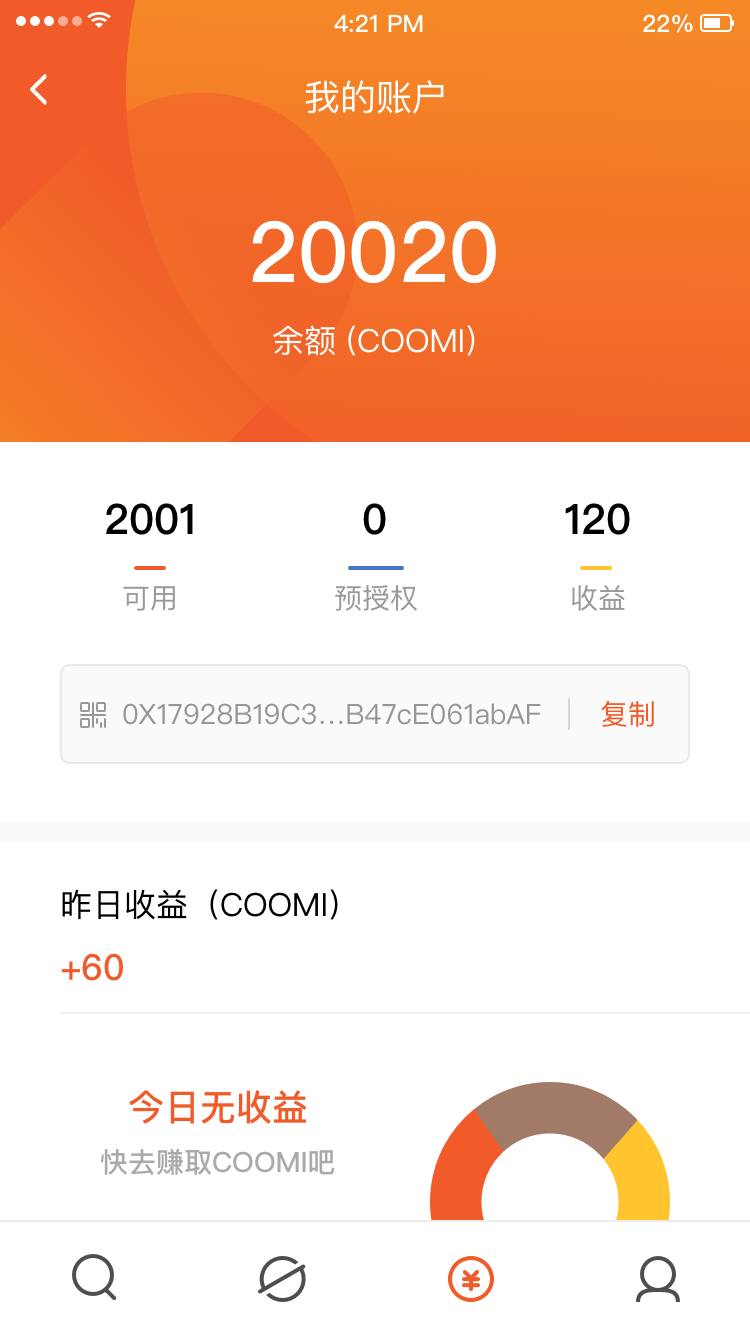 4:21 PM
22%
我的账户
20020
余额 (COOMI)
2001
0
120
可用
预授权
收益
0X17928B19C3...B47cE061abAF
复制
昨日收益（COOMI）
+60
今日无收益
快去赚取COOMI吧